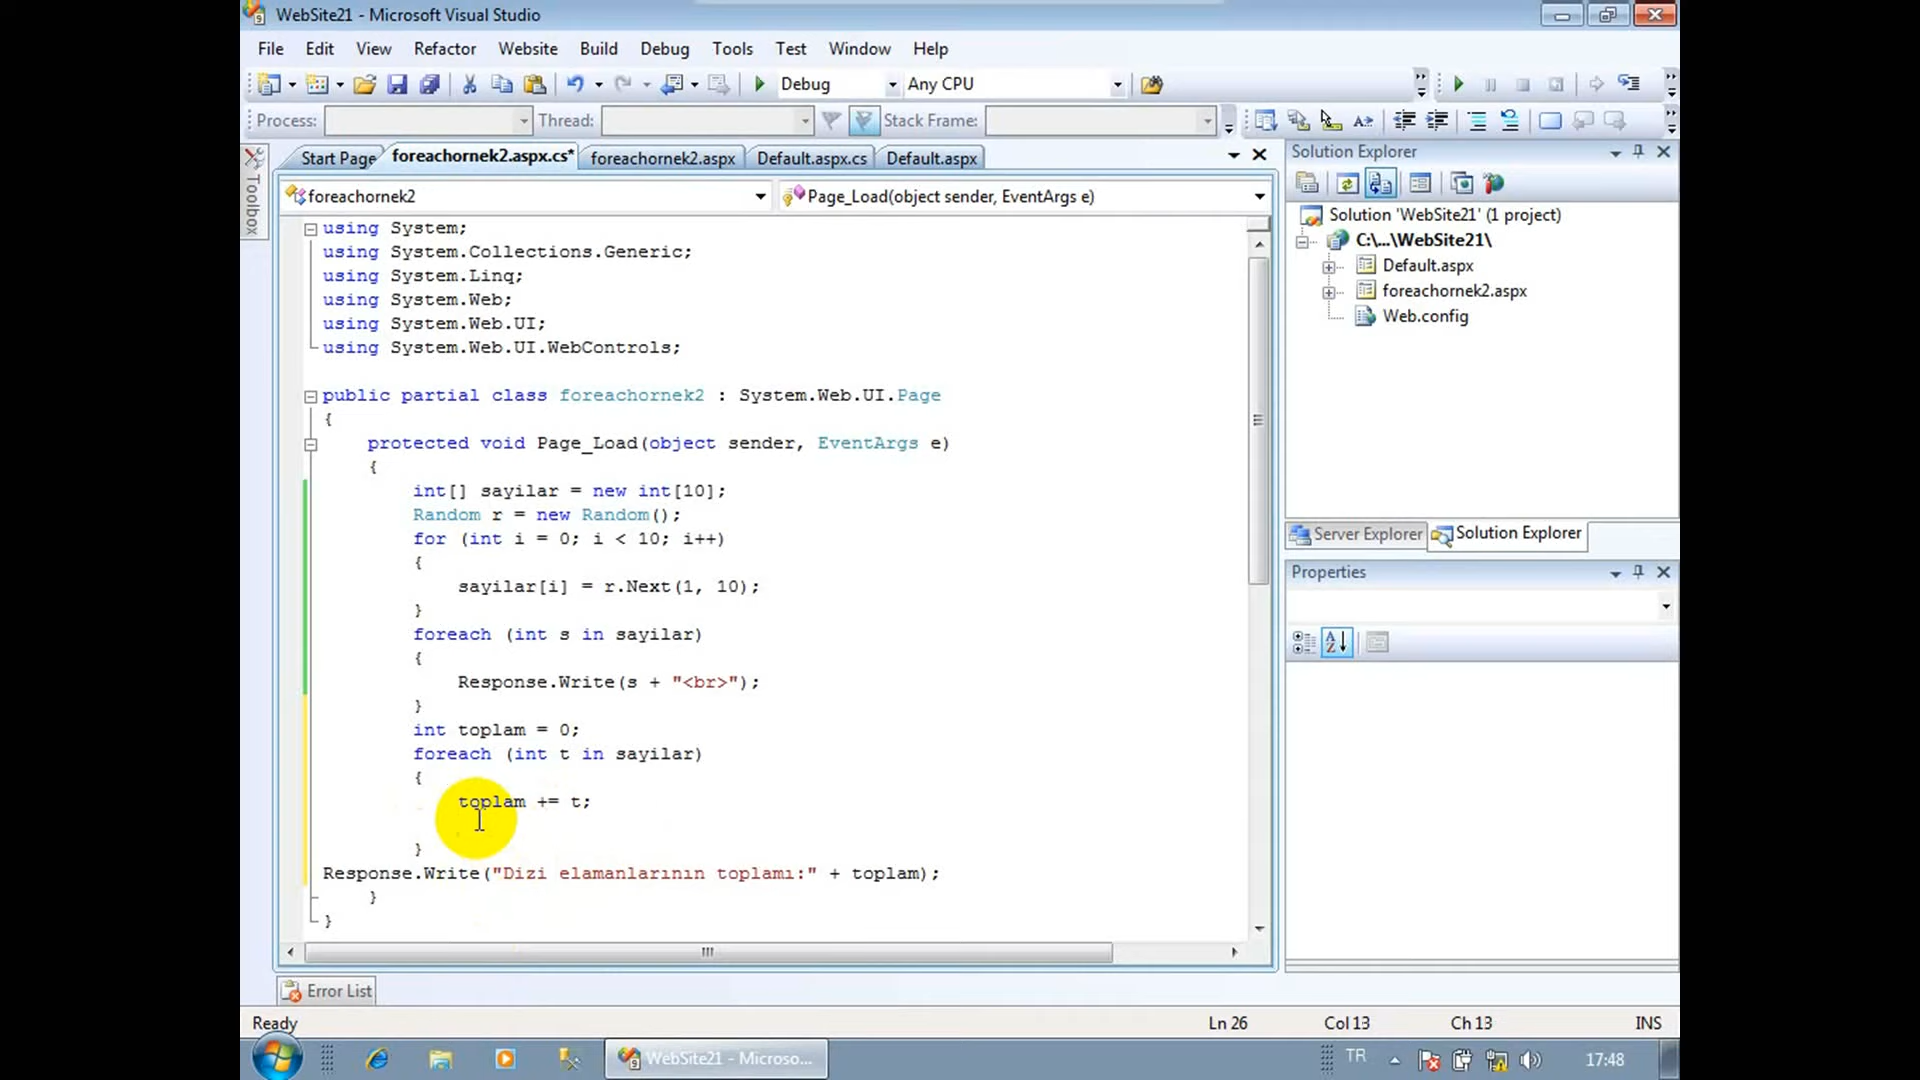 WebSite21 - Microsoft Visual Studio
File Edit View Refactor Website Build Debug Tools Test Window Help
Debug Any CPU
Process: Thread: Stack Frame:
Toolbox
Start Page foreachornek2.aspx.cs* foreachornek2.aspx Default.aspx.cs Default.aspx
foreachornek2 Page_Load(object sender, EventArgs e)
using System;
using System.Collections.Generic;
using System.Linq;
using System.Web;
using System.Web.UI;
using System.Web.UI.WebControls;
public partial class foreachornek2 : System.Web.UI.Page
{
protected void Page_Load(object sender, EventArgs e)
{
int[] sayilar = new int[10];
Random r = new Random();
for (int i = 0; i < 10; i++)
{
sayilar[i] = r.Next(1, 10);
}
foreach (int s in sayilar)
{
Response.Write(s + "<br>");
}
int toplam = 0;
foreach (int t in sayilar)
{
toplam += t;
}
Response.Write("Dizi elamanlarının toplamı:" + toplam);
}
}
Solution Explorer
Solution 'WebSite21' (1 project)
C:\...\WebSite21\
Default.aspx
foreachornek2.aspx
Web.config
Server Explorer Solution Explorer
Properties
Error List
Ready Ln 26 Col 13 Ch 13 INS
WebSite21 - Microso... TR 17:48